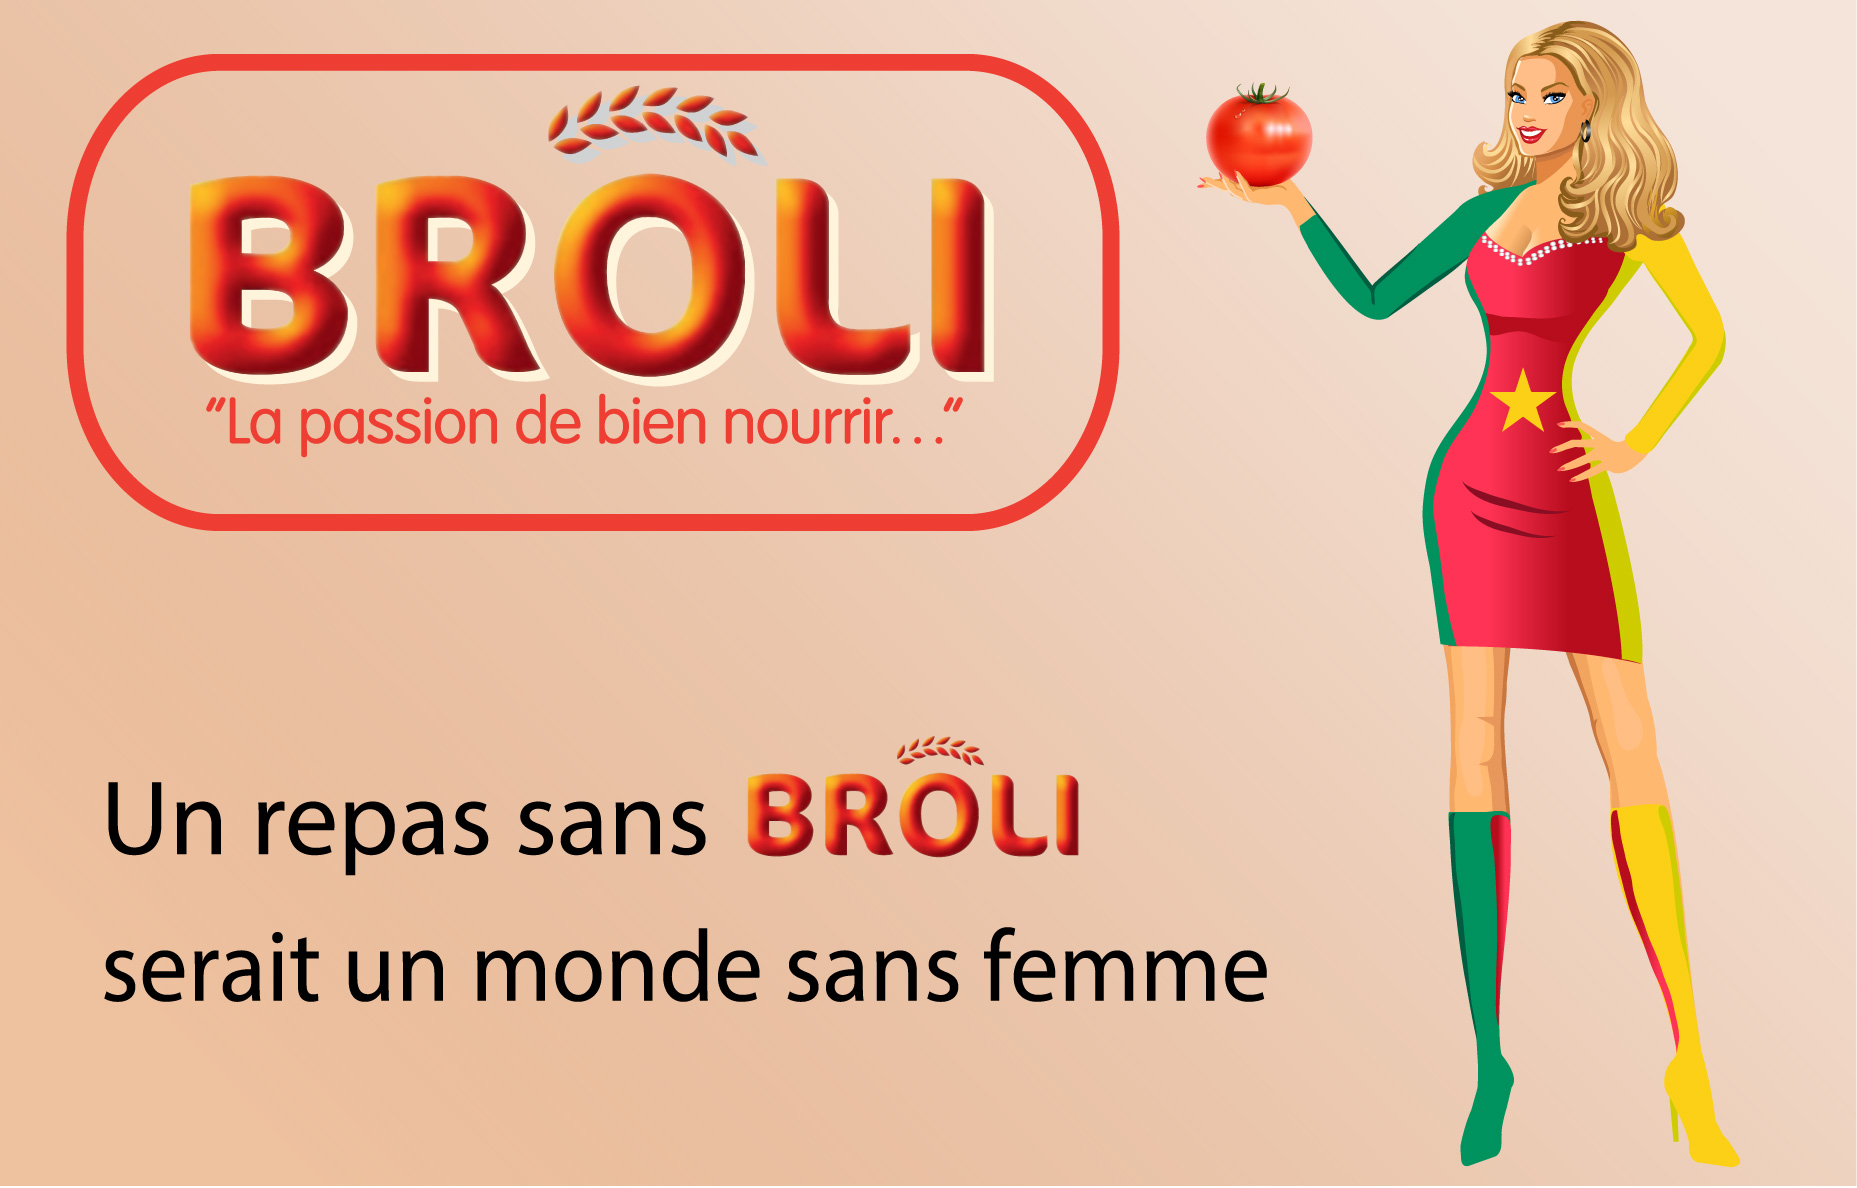 BROLI
"La passion de bien nourrir..."
Un repas sans BROLI
serait un monde sans femme